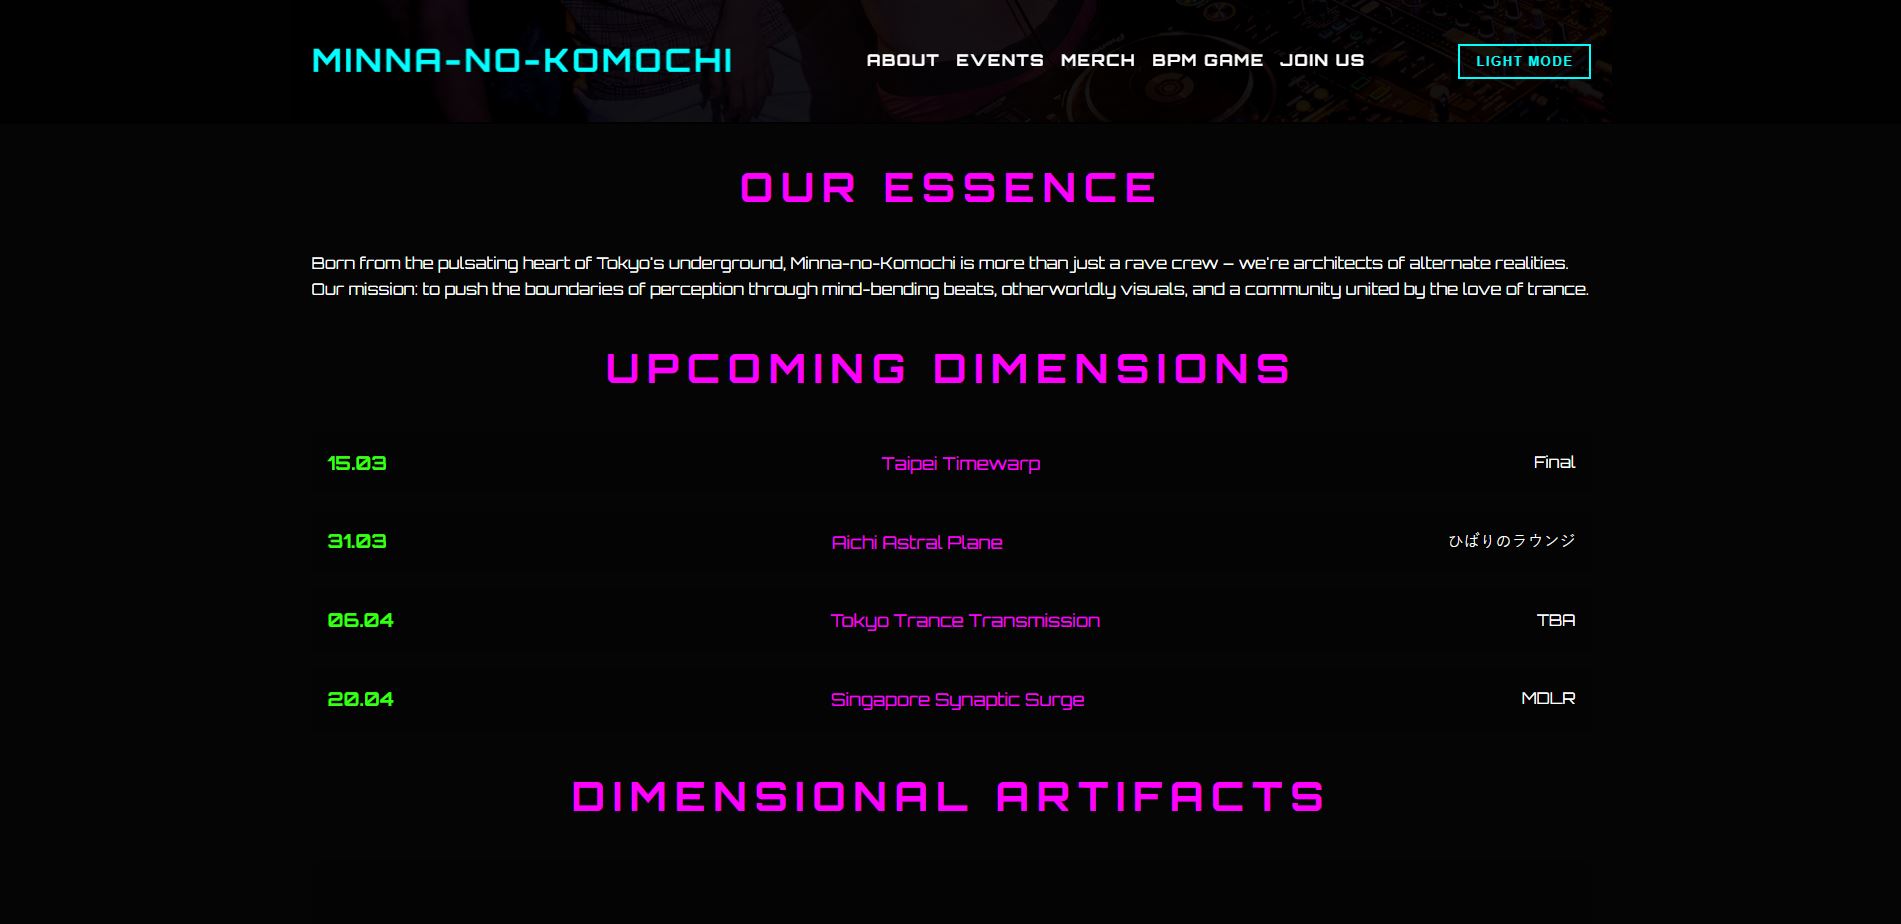 MINNA-NO-KOMOCHI
ABOUT EVENTS MERCH BPM GAME JOIN US
LIGHT MODE
OUR ESSENCE
Born from the pulsating heart of Tokyo's underground, Minna-no-Komochi is more than just a rave crew – we're architects of alternate realities.
Our mission: to push the boundaries of perception through mind-bending beats, otherworldly visuals, and a community united by the love of trance.
UPCOMING DIMENSIONS
15.03 Taipei Timewarp Final
31.03 Aichi Astral Plane ひばりのラウンジ
06.04 Tokyo Trance Transmission TBA
20.04 Singapore Synaptic Surge MDLR
DIMENSIONAL ARTIFACTS